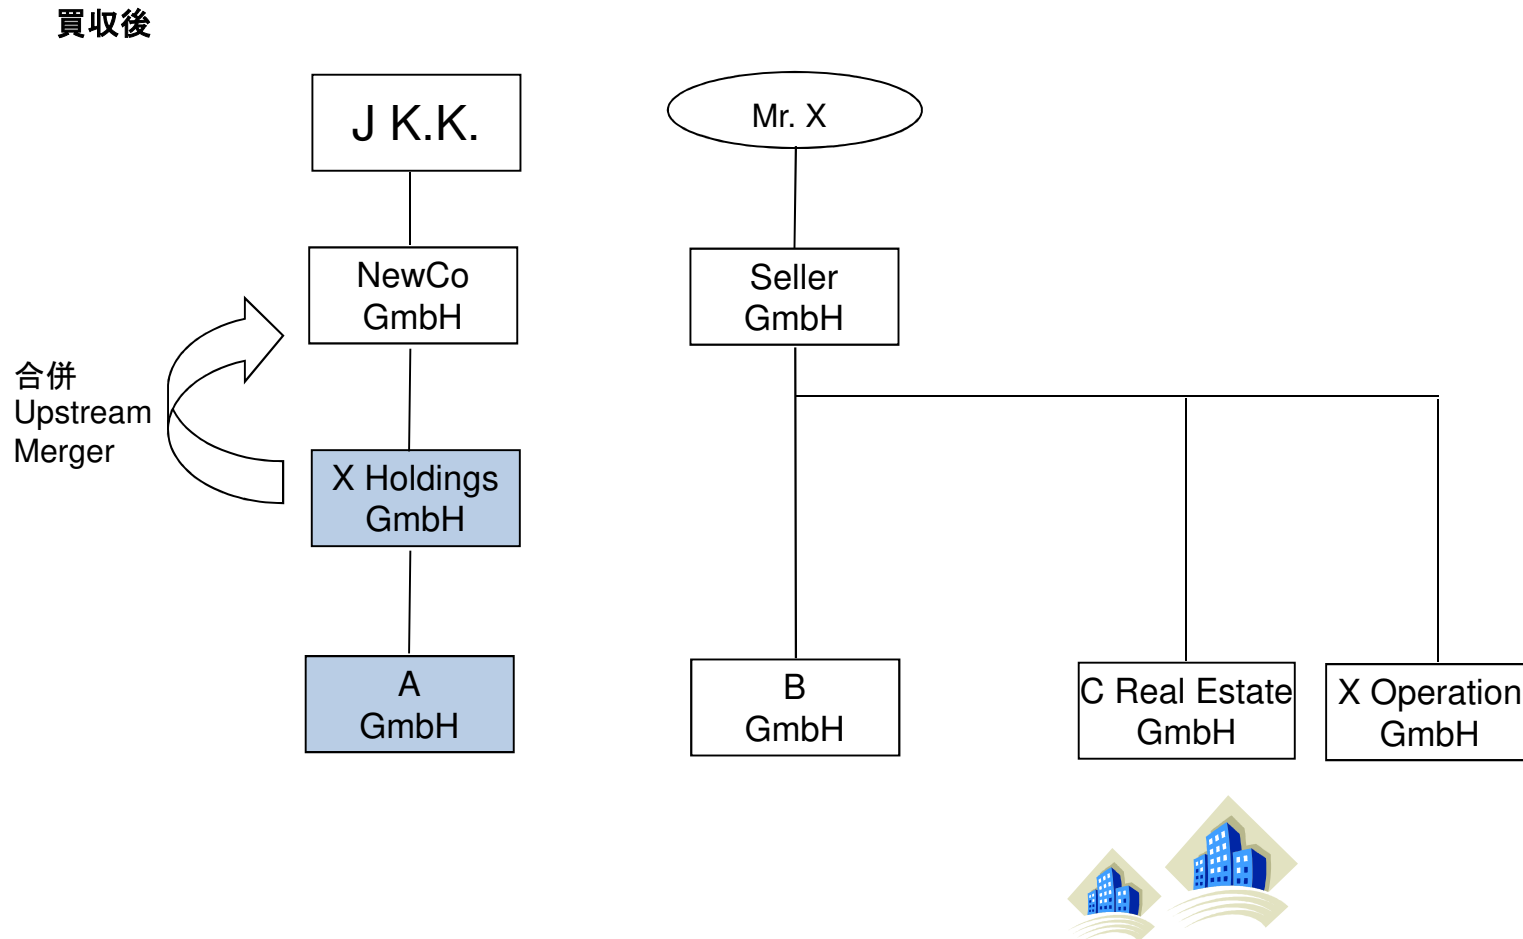 買収後
J K.K.
Mr. X
NewCo
GmbH
Seller
GmbH
合併
Upstream
Merger
X Holdings
GmbH
A
GmbH
B
GmbH
C Real Estate
GmbH
X Operation
GmbH